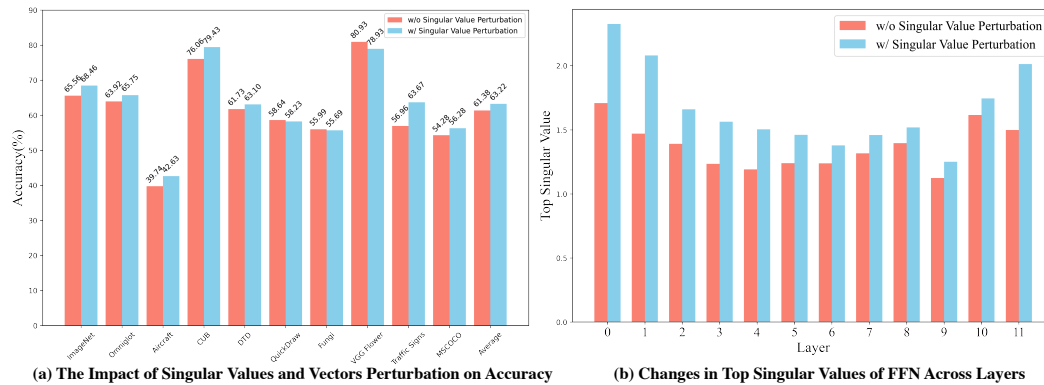 90
80
70
60
50
40
30
20
10
0
Accuracy(%)
w/o Singular Value Perturbation
w/ Singular Value Perturbation
65.56 68.46
63.92 65.75
39.74 42.63
76.06 79.43
61.73 63.10
58.64 58.23
55.99 55.69
80.93 78.93
56.96 63.67
54.28 56.28
61.38 63.22
ImageNet Omniglot Aircraft CUB DTD QuickDraw Fungi VGG Flower Traffic Signs MSCOCO Average
(a) The Impact of Singular Values and Vectors Perturbation on Accuracy
2.0
1.5
1.0
0.5
0.0
Top Singular Value
w/o Singular Value Perturbation
w/ Singular Value Perturbation
0 1 2 3 4 5 6 7 8 9 10 11
Layer
(b) Changes in Top Singular Values of FFN Across Layers